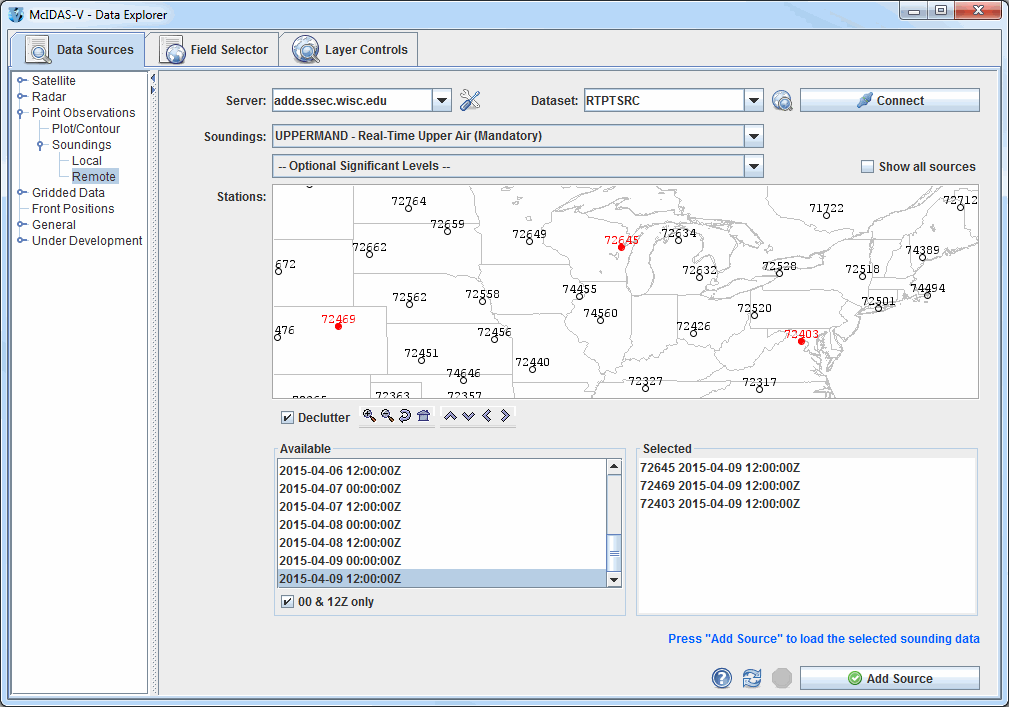 McIDAS-V - Data Explorer
Data Sources
Field Selector
Layer Controls
Satellite
Radar
Point Observations
Plot/Contour
Soundings
Local
Remote
Gridded Data
Front Positions
General
Under Development
Server: adde.ssec.wisc.edu
Dataset: RTPTSRC
Connect
Soundings: UPPERMAND - Real-Time Upper Air (Mandatory)
-- Optional Significant Levels --
Show all sources
Stations:
72764
72712
71722
72659
72649
72645
72634
72662
74389
672
72632
72528
72518
74455
74494
72562
72558
72501
72520
74560
72469
72426
476
72456
72403
72451
72440
74646
72327
72317
72363
72357
Declutter
Available
2015-04-06 12:00:00Z
2015-04-07 00:00:00Z
2015-04-07 12:00:00Z
2015-04-08 00:00:00Z
2015-04-08 12:00:00Z
2015-04-09 00:00:00Z
2015-04-09 12:00:00Z
00 & 12Z only
Selected
72645 2015-04-09 12:00:00Z
72469 2015-04-09 12:00:00Z
72403 2015-04-09 12:00:00Z
Press "Add Source" to load the selected sounding data
Add Source